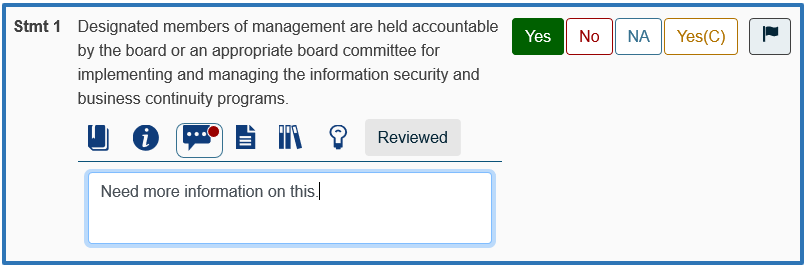 Stmt 1 Designated members of management are held accountable Yes No NA Yes(C)
by the board or an appropriate board committee for
implementing and managing the information security and
business continuity programs.
Reviewed
Need more information on this.